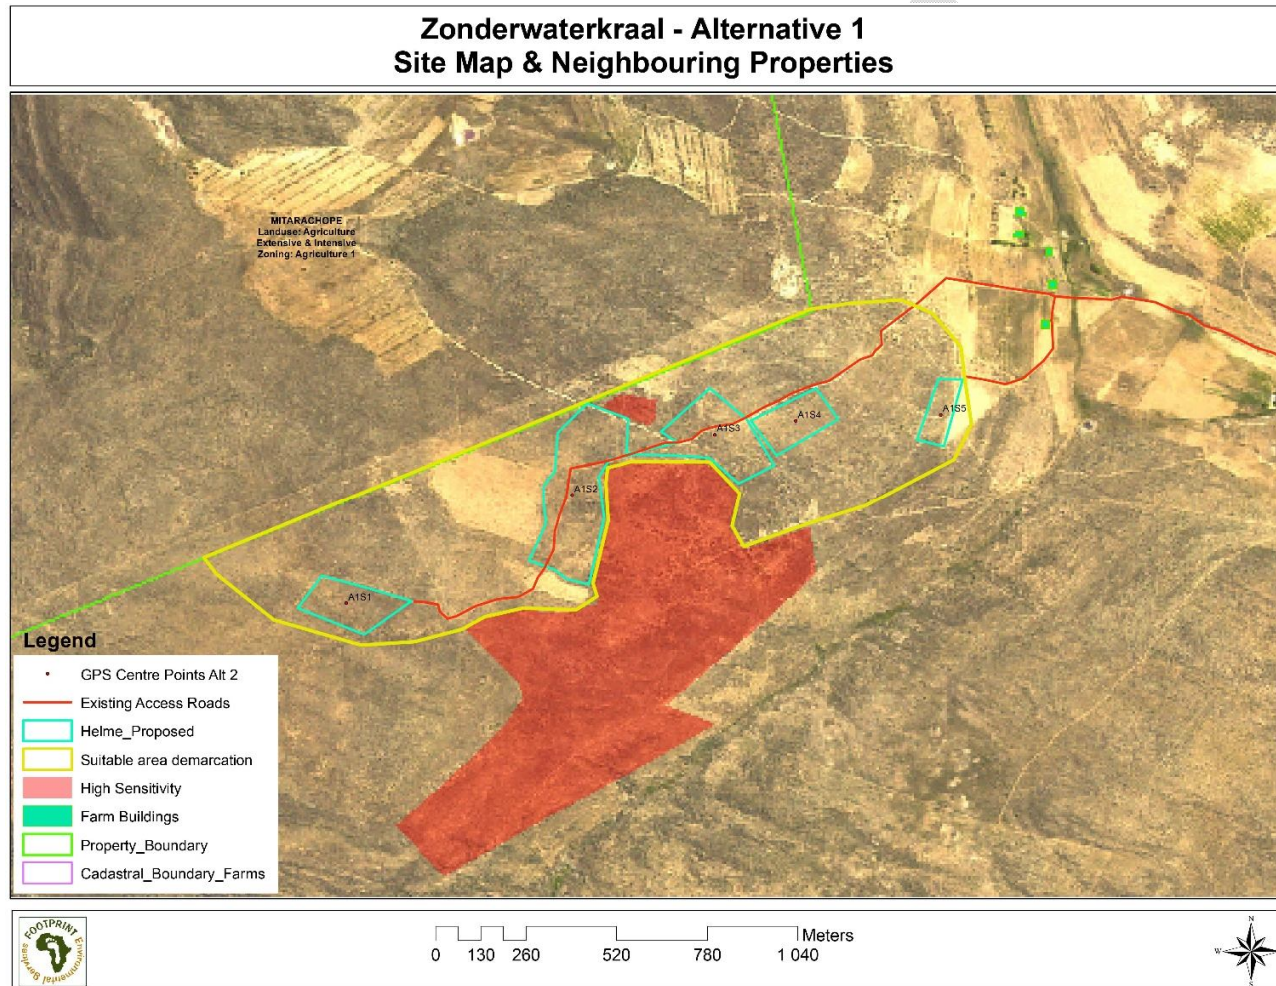 Zonderwaterkraal - Alternative 1
Site Map & Neighbouring Properties
MITARACHOPE
Landuse: Agriculture
Extensive & Intensive
Zoning: Agriculture 1
A1S5
A1S4
A1S3
A1S2
A1S1
Legend
GPS Centre Points Alt 2
Existing Access Roads
Helme_Proposed
Suitable area demarcation
High Sensitivity
Farm Buildings
Property_Boundary
Cadastral_Boundary_Farms
FOOTPRINT
Environmental Services
Meters
0 130 260 520 780 1 040
N
W
E
S